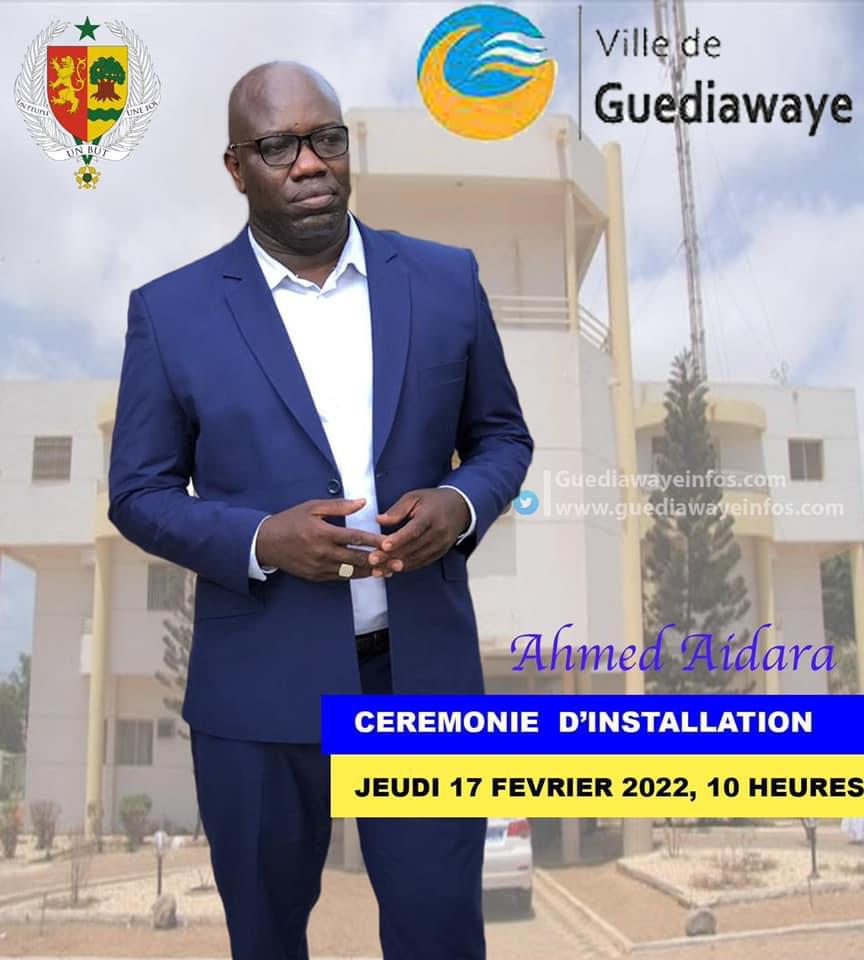 UN PEUPLE
UNE FOI
UN BUT
Ville de
Guediawaye
Guediawayeinfos.com
www.guediawayeinfos.com
Ahmed Aidara
CEREMONIE D'INSTALLATION
JEUDI 17 FEVRIER 2022, 10 HEURES